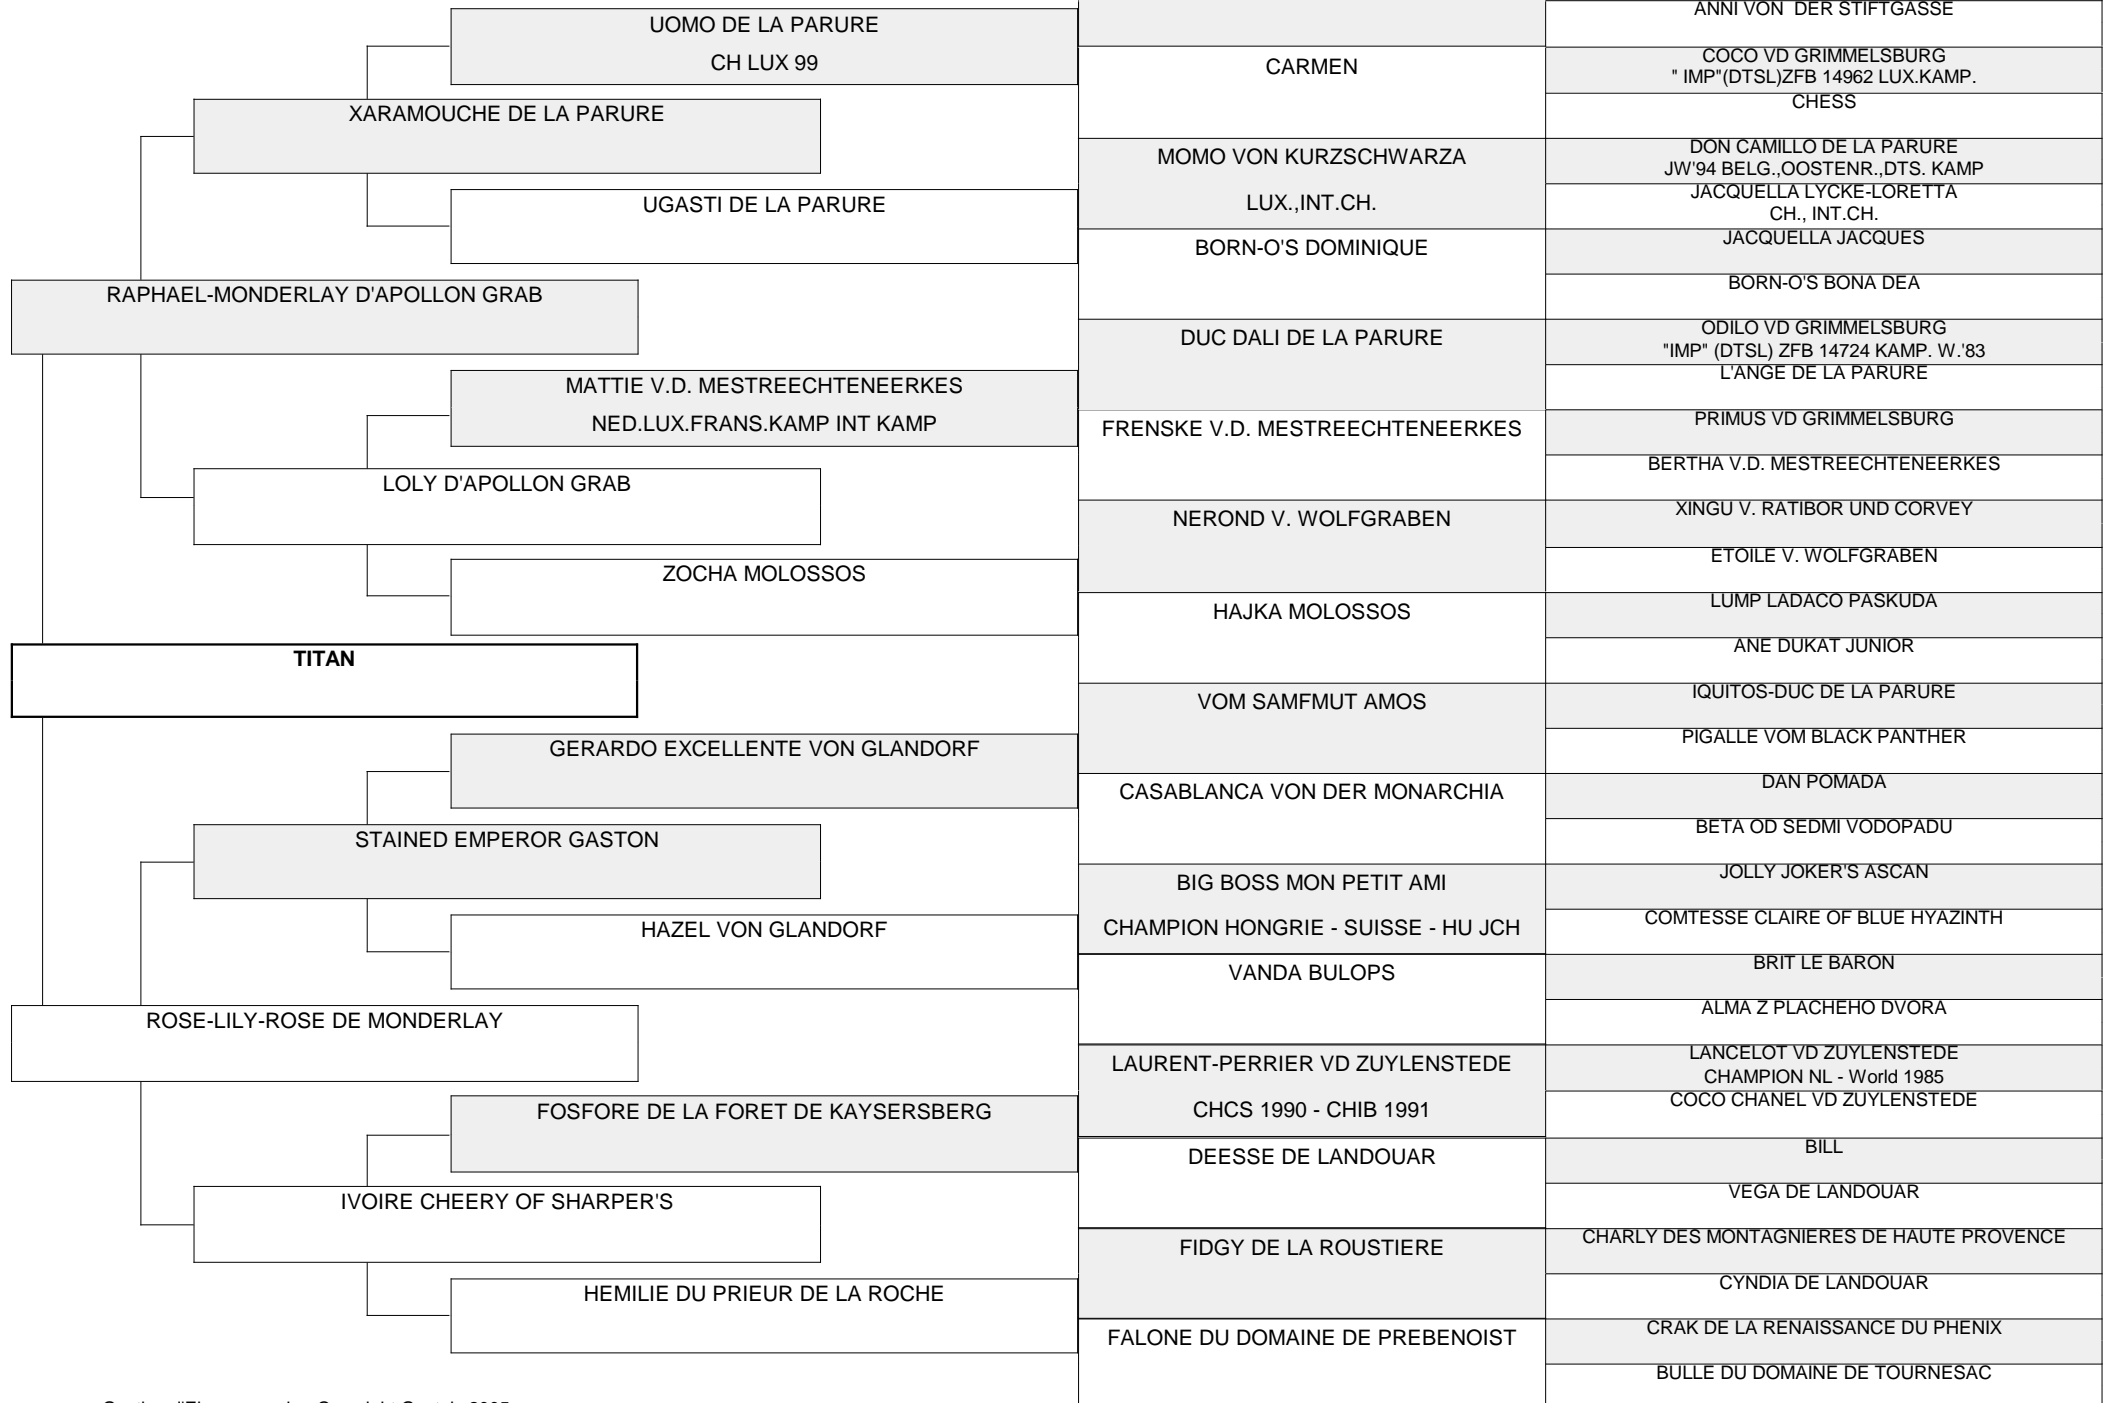 UOMO DE LA PARURE
CH LUX 99
XARAMOUCHE DE LA PARURE
UGASTI DE LA PARURE
RAPHAEL-MONDERLAY D'APOLLON GRAB
MATTIE V.D. MESTREECHTENEERKES
NED.LUX.FRANS.KAMP INT KAMP
LOLY D'APOLLON GRAB
ZOCHA MOLOSSOS
TITAN
GERARDO EXCELLENTE VON GLANDORF
STAINED EMPEROR GASTON
HAZEL VON GLANDORF
ROSE-LILY-ROSE DE MONDERLAY
FOSFORE DE LA FORET DE KAYSERSBERG
IVOIRE CHEERY OF SHARPER'S
HEMILIE DU PRIEUR DE LA ROCHE
CARMEN
MOMO VON KURZSCHWARZA
LUX.,INT.CH.
BORN-O'S DOMINIQUE
DUC DALI DE LA PARURE
FRENSKE V.D. MESTREECHTENEERKES
NEROND V. WOLFGRABEN
HAJKA MOLOSSOS
VOM SAMFMUT AMOS
CASABLANCA VON DER MONARCHIA
BIG BOSS MON PETIT AMI
CHAMPION HONGRIE - SUISSE - HU JCH
VANDA BULOPS
LAURENT-PERRIER VD ZUYLENSTEDE
CHCS 1990 - CHIB 1991
DEESSE DE LANDOUAR
FIDGY DE LA ROUSTIERE
FALONE DU DOMAINE DE PREBENOIST
ANNI VON  DER STIFTGASSE
COCO VD GRIMMELSBURG
" IMP"(DTSL)ZFB 14962 LUX.KAMP.
CHESS
DON CAMILLO DE LA PARURE
JW'94 BELG.,OOSTENR.,DTS. KAMP
JACQUELLA LYCKE-LORETTA
CH., INT.CH.
JACQUELLA JACQUES
BORN-O'S BONA DEA
ODILO VD GRIMMELSBURG
"IMP" (DTSL) ZFB 14724 KAMP. W.'83
L'ANGE DE LA PARURE
PRIMUS VD GRIMMELSBURG
BERTHA V.D. MESTREECHTENEERKES
XINGU V. RATIBOR UND CORVEY
ETOILE V. WOLFGRABEN
LUMP LADACO PASKUDA
ANE DUKAT JUNIOR
IQUITOS-DUC DE LA PARURE
PIGALLE VOM BLACK PANTHER
DAN POMADA
BETA OD SEDMI VODOPADU
JOLLY JOKER'S ASCAN
COMTESSE CLAIRE OF BLUE HYAZINTH
BRIT LE BARON
ALMA Z PLACHEHO DVORA
LANCELOT VD ZUYLENSTEDE
CHAMPION NL - World 1985
COCO CHANEL VD ZUYLENSTEDE
BILL
VEGA DE LANDOUAR
CHARLY DES MONTAGNIERES DE HAUTE PROVENCE
CYNDIA DE LANDOUAR
CRAK DE LA RENAISSANCE DU PHENIX
BULLE DU DOMAINE DE TOURNESAC